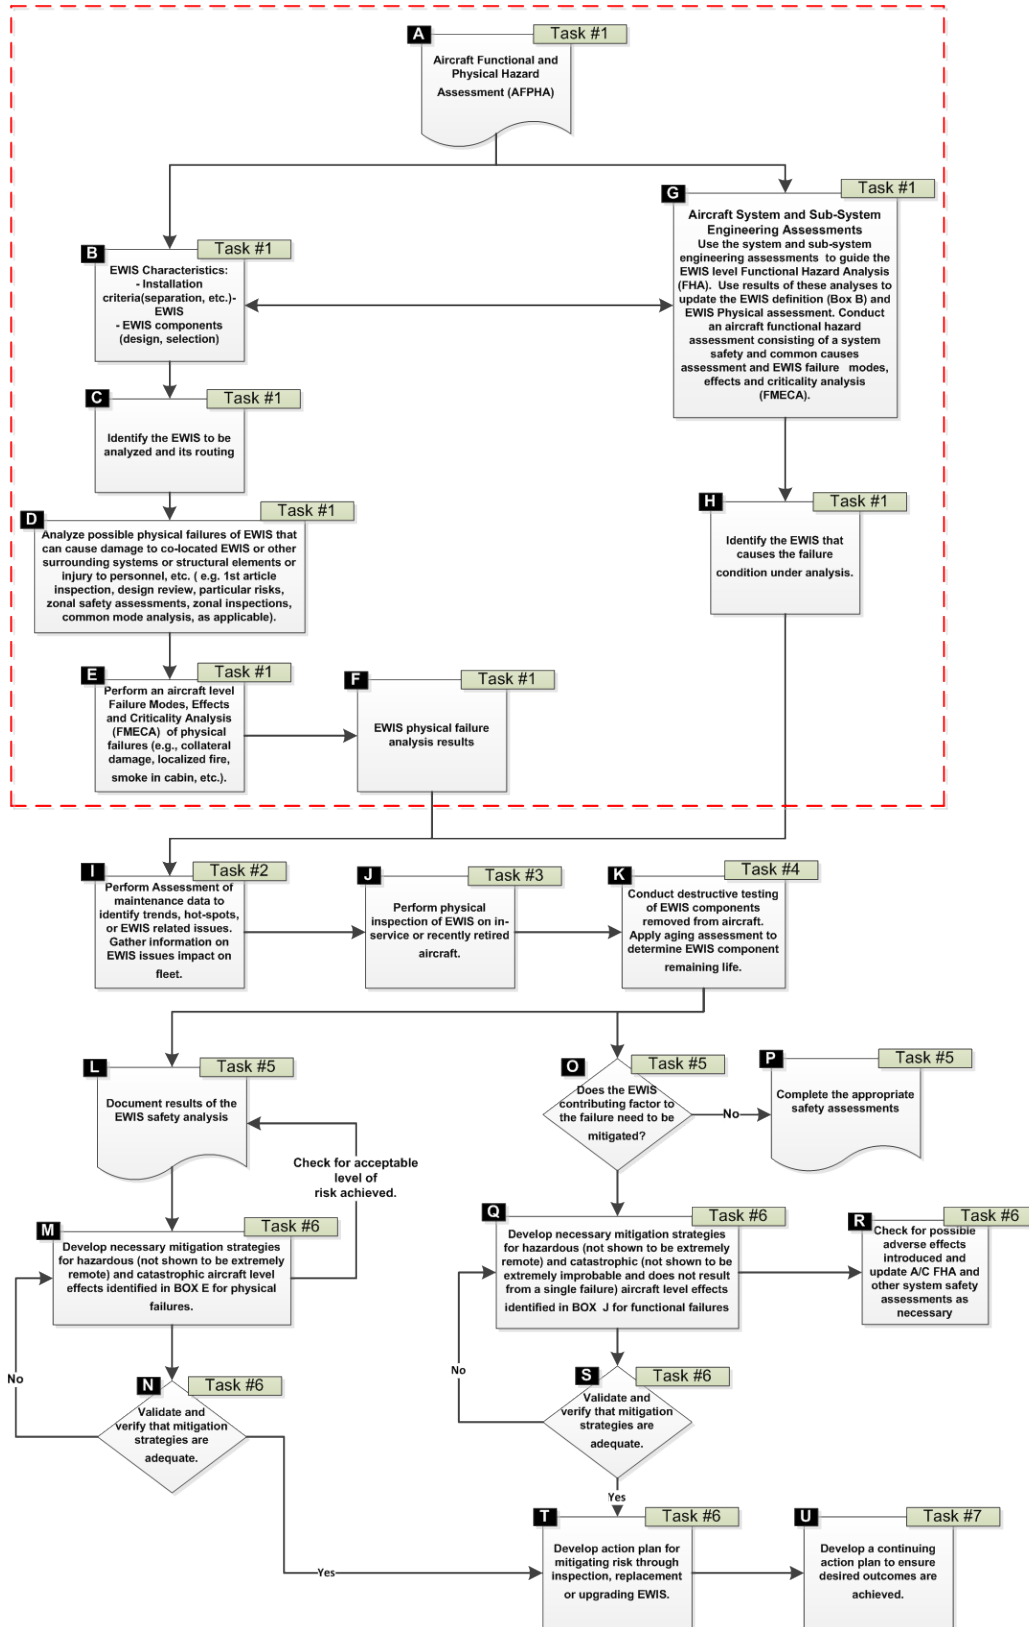 A
Task #1
Aircraft Functional and
Physical Hazard
Assessment (AFPHA)
G
Task #1
Aircraft System and Sub-System
Engineering Assessments
Use the system and sub-system
engineering assessments to guide the
EWIS level Functional Hazard Analysis
(FHA). Use results of these analyses to
update the EWIS definition (Box B) and
EWIS Physical assessment. Conduct
an aircraft functional hazard
assessment consisting of a system
safety and common causes
assessment and EWIS failure modes,
effects and criticality analysis
(FMECA).
B
Task #1
EWIS Characteristics:
- Installation
criteria(separation, etc.)-
EWIS
- EWIS components
(design, selection)
C
Task #1
Identify the EWIS to be
analyzed and its routing
D
Task #1
Analyze possible physical failures of EWIS that
can cause damage to co-located EWIS or other
surrounding systems or structural elements or
injury to personnel, etc. ( e.g. 1st article
inspection, design review, particular risks,
zonal safety assessments, zonal inspections,
common mode analysis, as applicable).
H
Task #1
Identify the EWIS that
causes the failure
condition under analysis.
E
Task #1
Perform an aircraft level
Failure Modes, Effects
and Criticality Analysis
(FMECA) of physical
failures (e.g., collateral
damage, localized fire,
smoke in cabin, etc.).
F
Task #1
EWIS physical failure
analysis results
I
Task #2
Perform Assessment of
maintenance data to
identify trends, hot-spots,
or EWIS related issues.
Gather information on
EWIS issues impact on
fleet.
J
Task #3
Perform physical
inspection of EWIS on in-
service or recently retired
aircraft.
K
Task #4
Conduct destructive testing
of EWIS components
removed from aircraft.
Apply aging assessment to
determine EWIS component
remaining life.
L
Task #5
Document results of the
EWIS safety analysis
Check for acceptable
level of
risk achieved.
O
Task #5
Does the EWIS
contributing factor to
the failure need to be
mitigated?
No
P
Task #5
Complete the appropriate
safety assessments
M
Task #6
Develop necessary mitigation strategies
for hazardous (not shown to be extremely
remote) and catastrophic aircraft level
effects identified in BOX E for physical
failures.
Q
Task #6
Develop necessary mitigation strategies
for hazardous (not shown to be extremely
remote) and catastrophic (not shown to be
extremely improbable and does not result
from a single failure) aircraft level effects
identified in BOX J for functional failures
R
Task #6
Check for possible
adverse effects
introduced and
update A/C FHA and
other system safety
assessments as
necessary
No
N
Task #6
Validate and
verify that mitigation
strategies are
adequate.
No
S
Task #6
Validate and
verify that mitigation
strategies are
adequate.
Yes
Yes
T
Task #6
Develop action plan for
mitigating risk through
inspection, replacement
or upgrading EWIS.
U
Task #7
Develop a continuing
action plan to ensure
desired outcomes are
achieved.